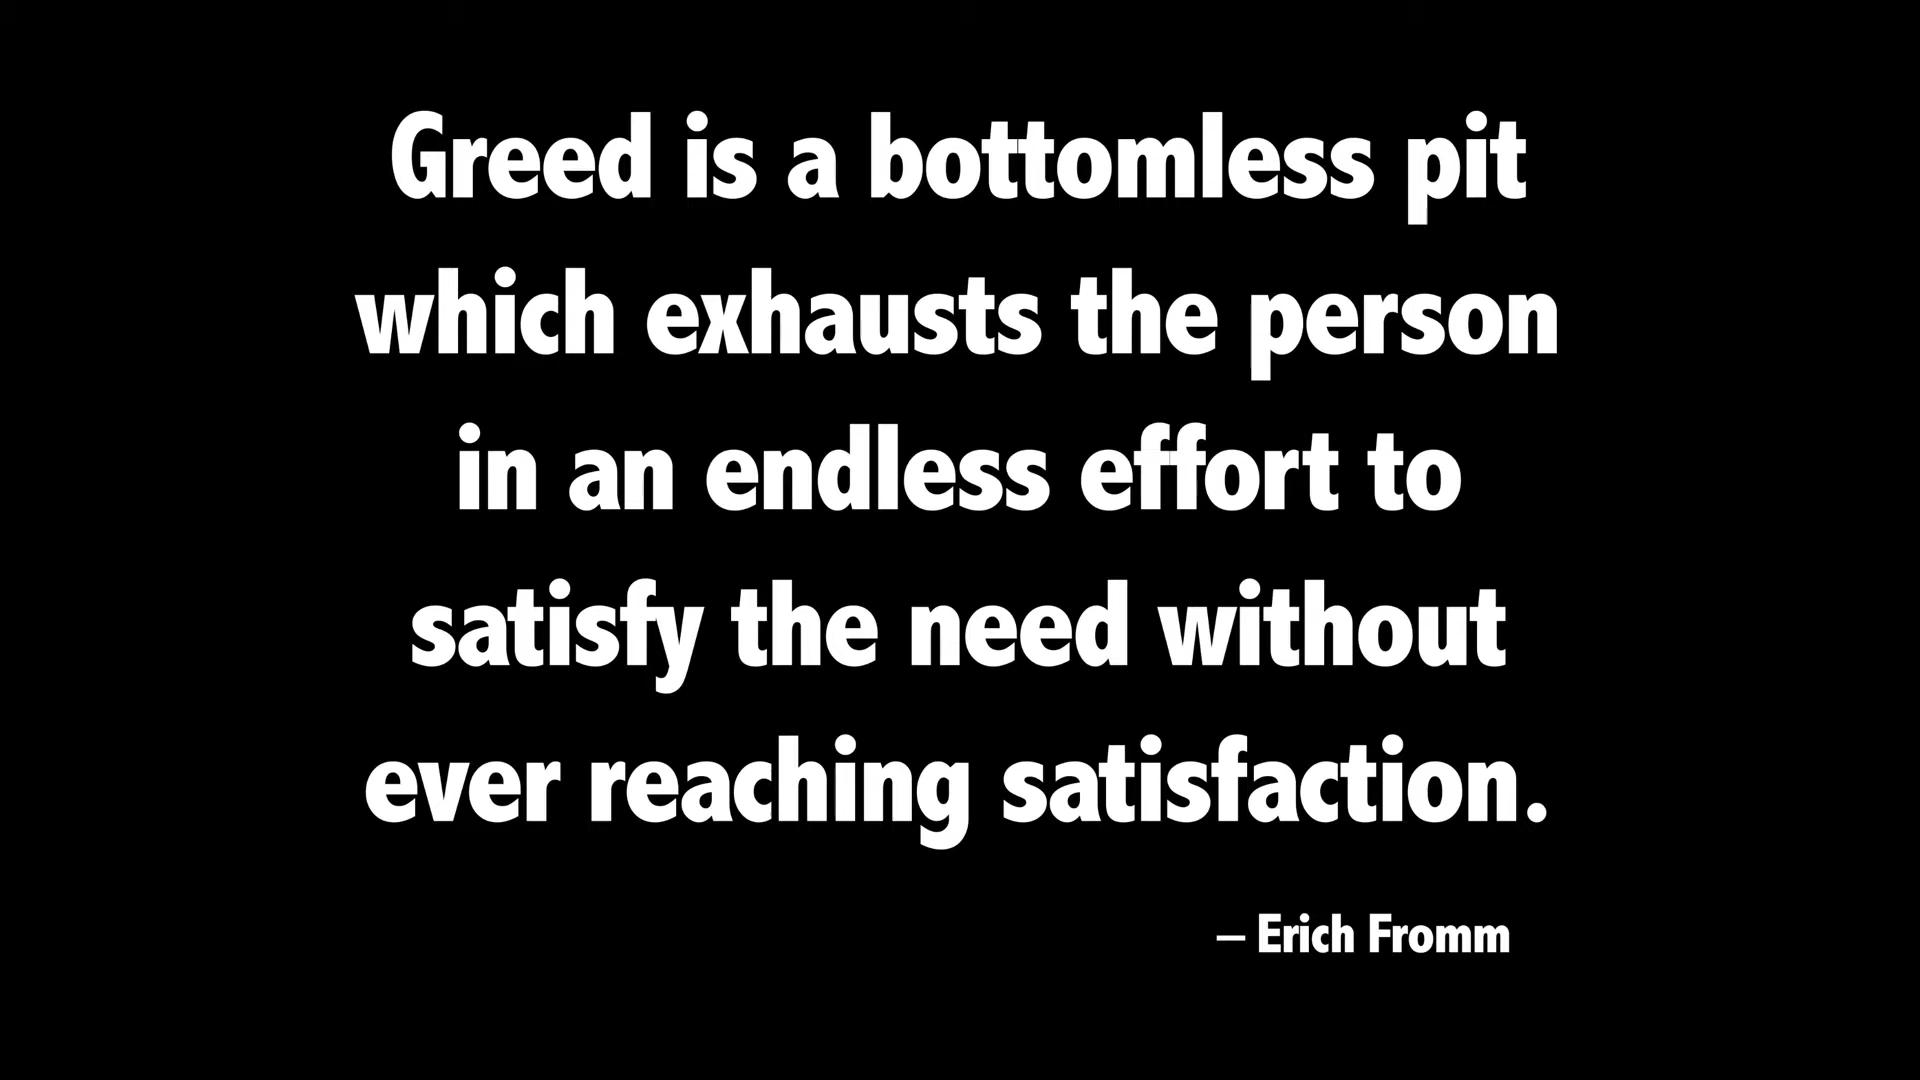 Greed is a bottomless pit
which exhausts the person
in an endless effort to
satisfy the need without
ever reaching satisfaction.
– Erich Fromm